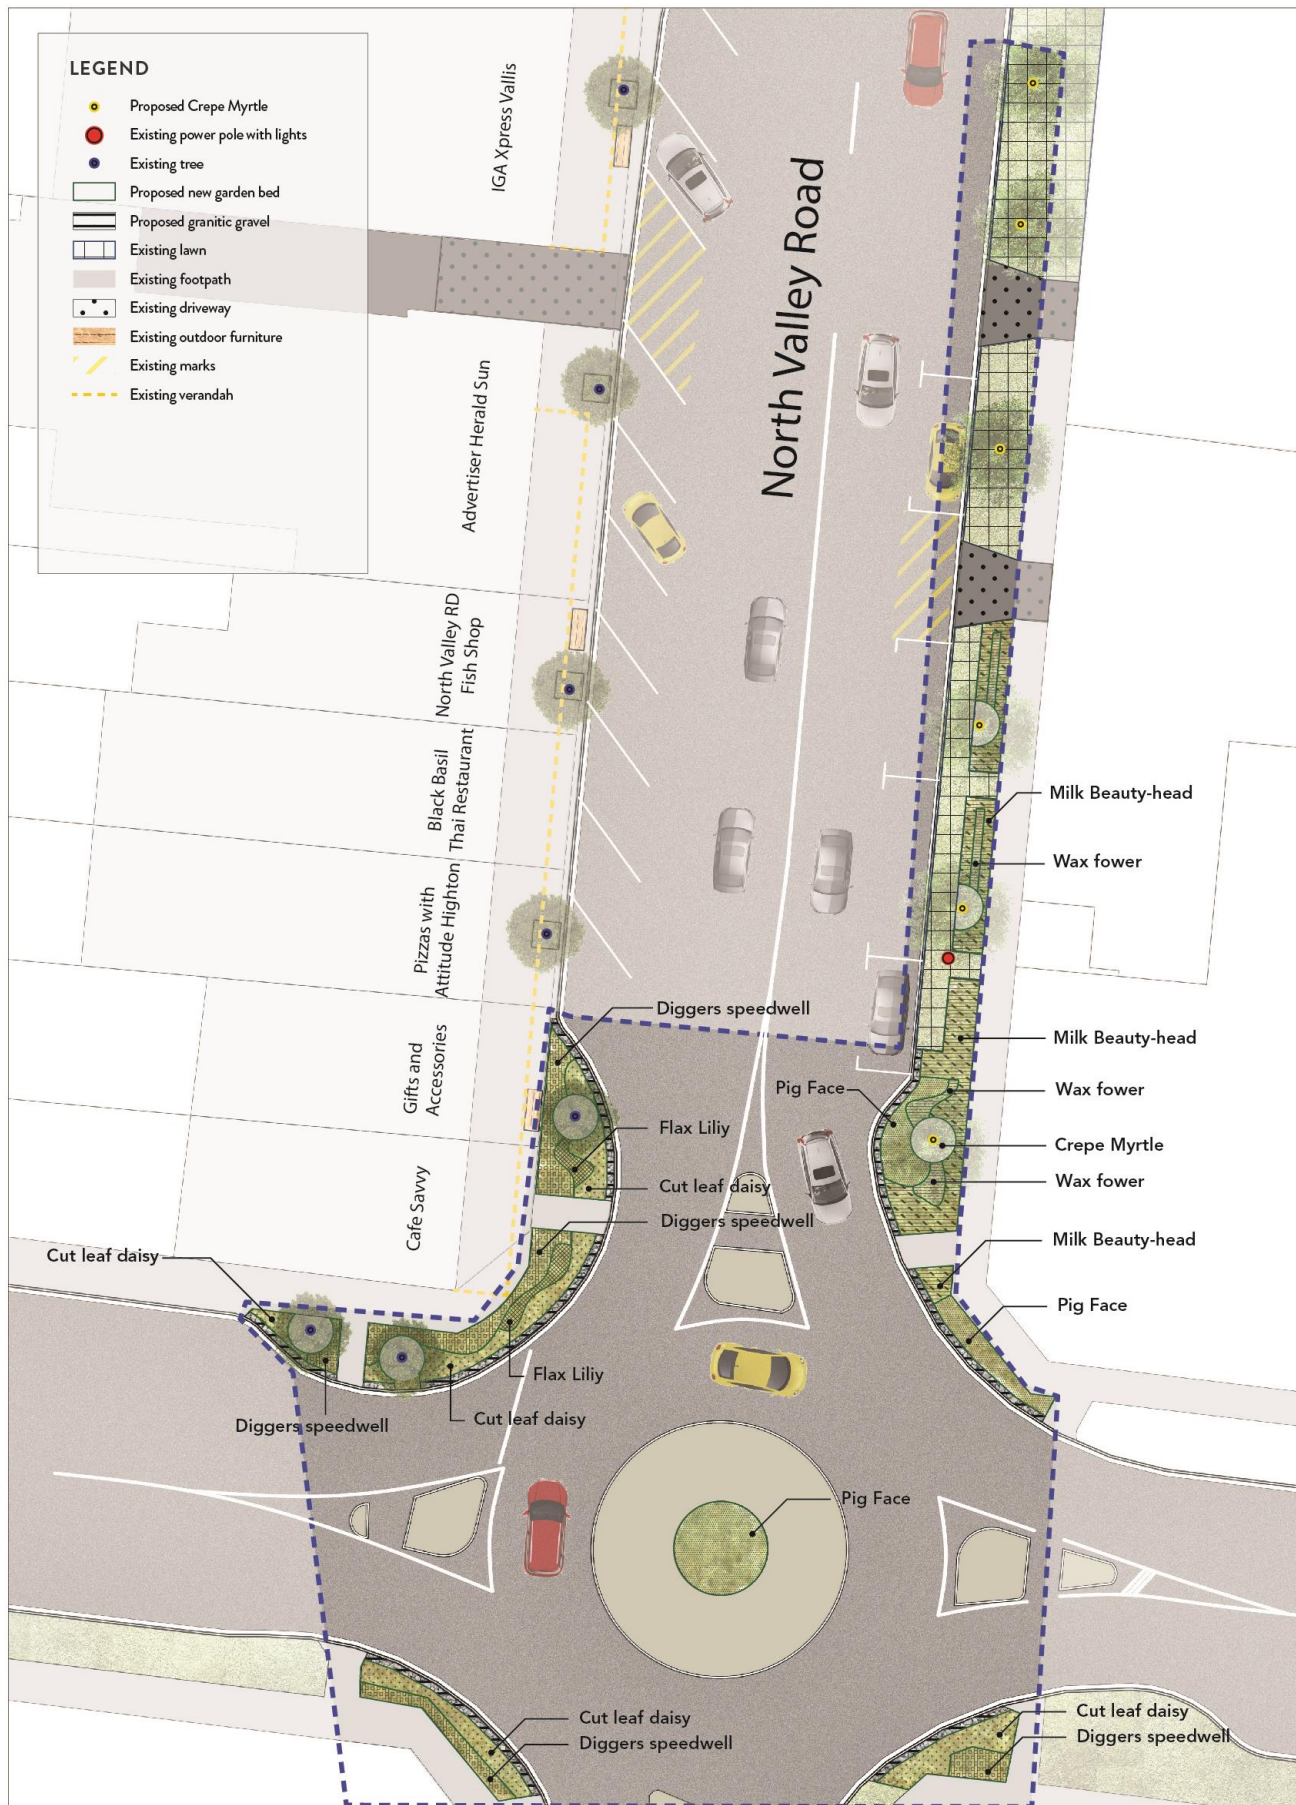 LEGEND
Proposed Crepe Myrtle
Existing power pole with lights
Existing tree
Proposed new garden bed
Proposed granitic gravel
Existing lawn
Existing footpath
Existing driveway
Existing outdoor furniture
Existing marks
Existing verandah
IGA Xpress Vallis
Advertiser Herald Sun
North Valley RD
Fish Shop
Black Basil
Thai Restaurant
Pizzas with
Attitude Highton
Gifts and
Accessories
Cafe Savvy
North Valley Road
Milk Beauty-head
Wax fower
Diggers speedwell
Milk Beauty-head
Pig Face
Wax fower
Flax Liliy
Crepe Myrtle
Cut leaf daisy
Wax fower
Diggers speedwell
Milk Beauty-head
Cut leaf daisy
Pig Face
Flax Liliy
Diggers speedwell
Cut leaf daisy
Pig Face
Cut leaf daisy
Diggers speedwell
Cut leaf daisy
Diggers speedwell